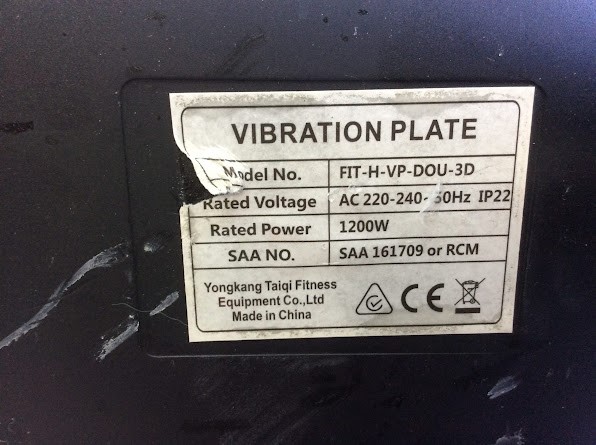 VIBRATION PLATE
Model No. FIT-H-VP-DOU-3D
Rated Voltage AC 220-240- 50Hz IP22
Rated Power 1200W
SAA NO. SAA 161709 or RCM
Yongkang Taiqi Fitness
Equipment Co.,Ltd
Made in China
CE